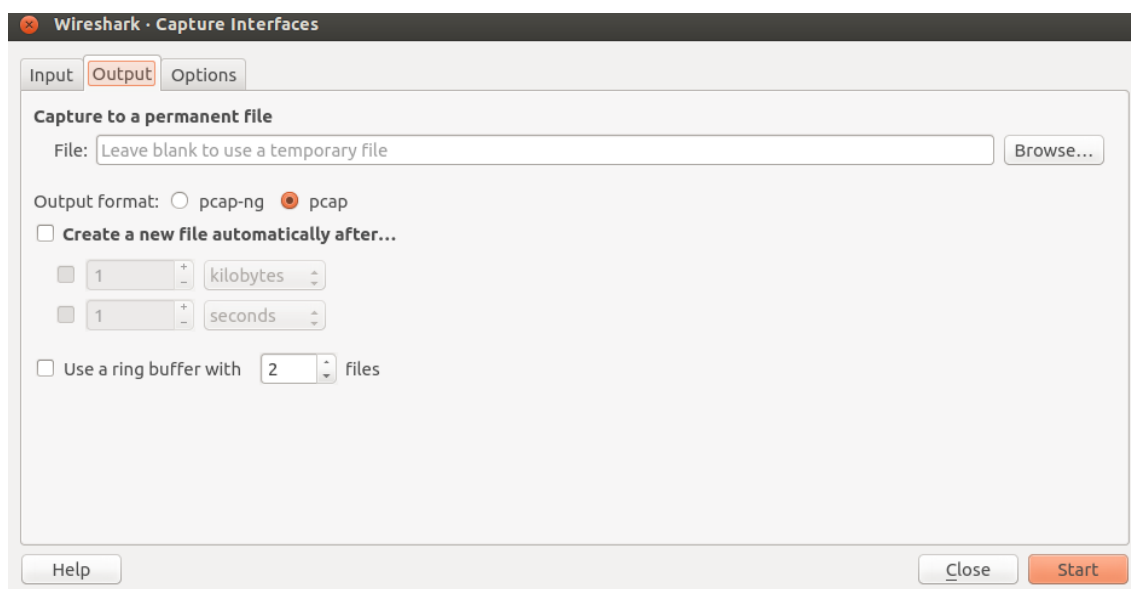 Wireshark · Capture Interfaces
Input Output Options
Capture to a permanent file
File: Leave blank to use a temporary file Browse...
Output format: pcap-ng pcap
Create a new file automatically after...
1 kilobytes
1 seconds
Use a ring buffer with 2 files
Help Close Start